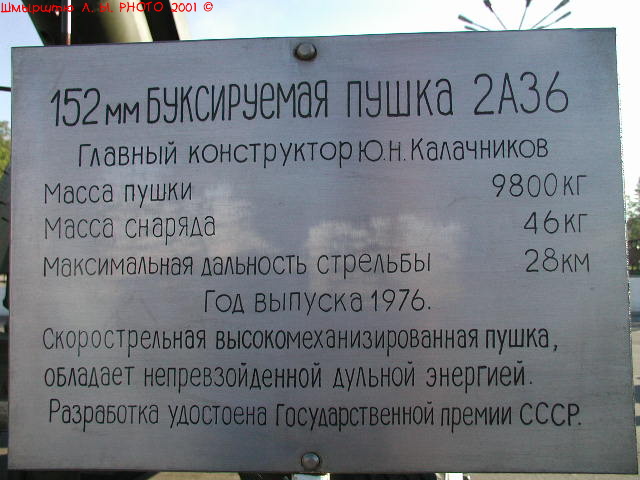 Шмырштю Л. Н. PHOTO 2001 ©
152 мм БУКСИРУЕМАЯ ПУШКА 2А36
Главный конструктор Ю.Н. Калачников
Масса пушки 9800 кг
Масса снаряда 46 кг
Максимальная дальность стрельбы 28 км
Год выпуска 1976.
Скорострельная высокомеханизированная пушка,
обладает непревзойденной дульной энергией.
Разработка удостоена Государственной премии СССР.